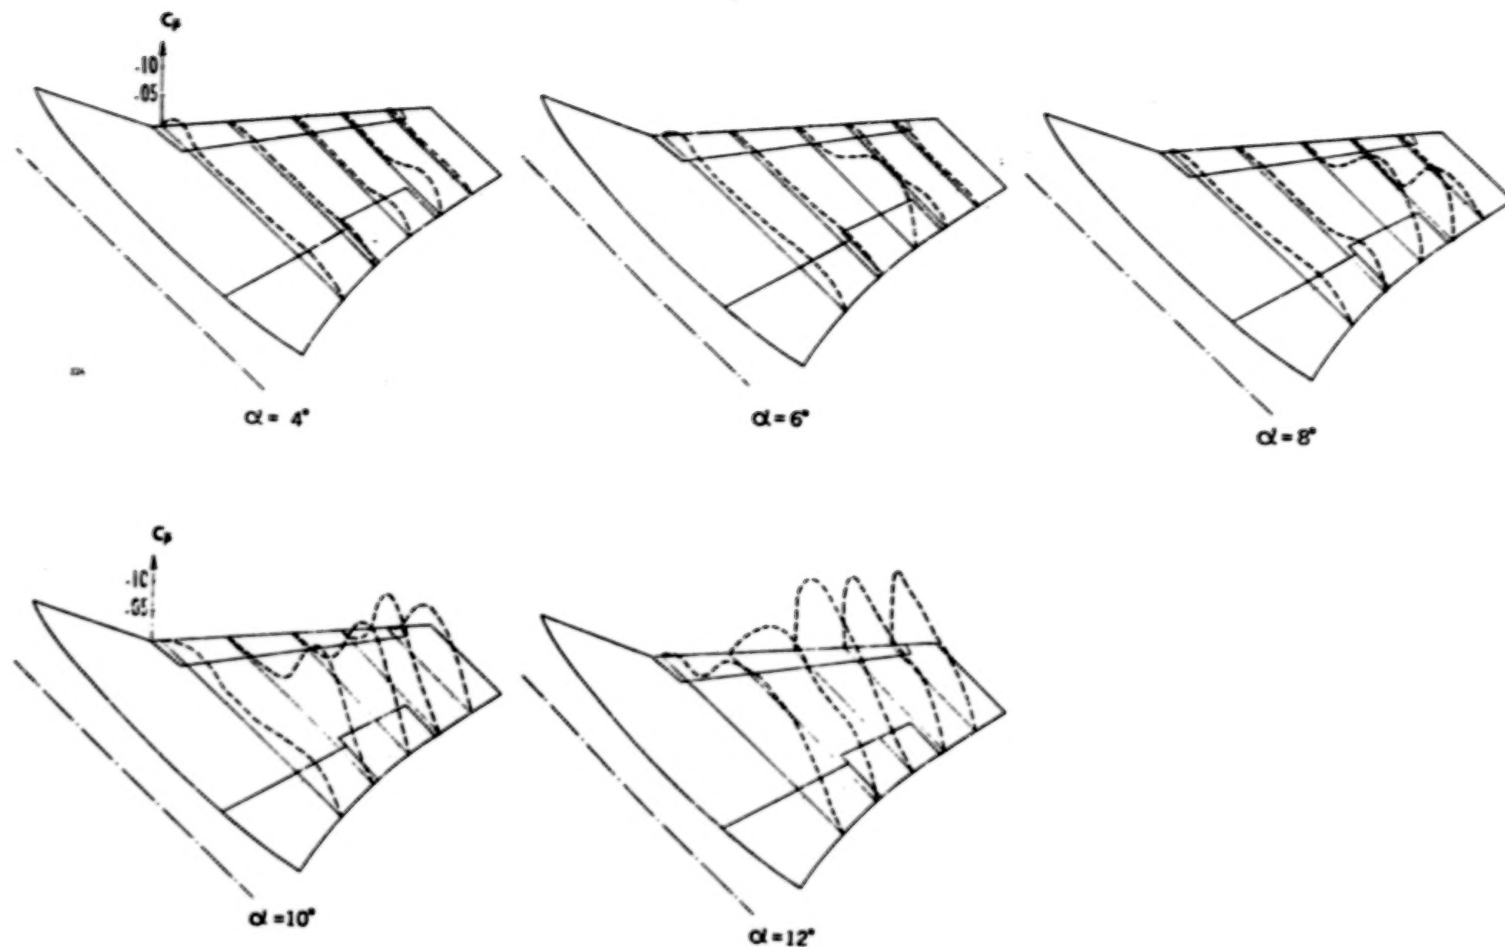 Cp
.10
.05
α = 4°
α = 6°
α = 8°
Cp
.10
.05
α = 10°
α = 12°